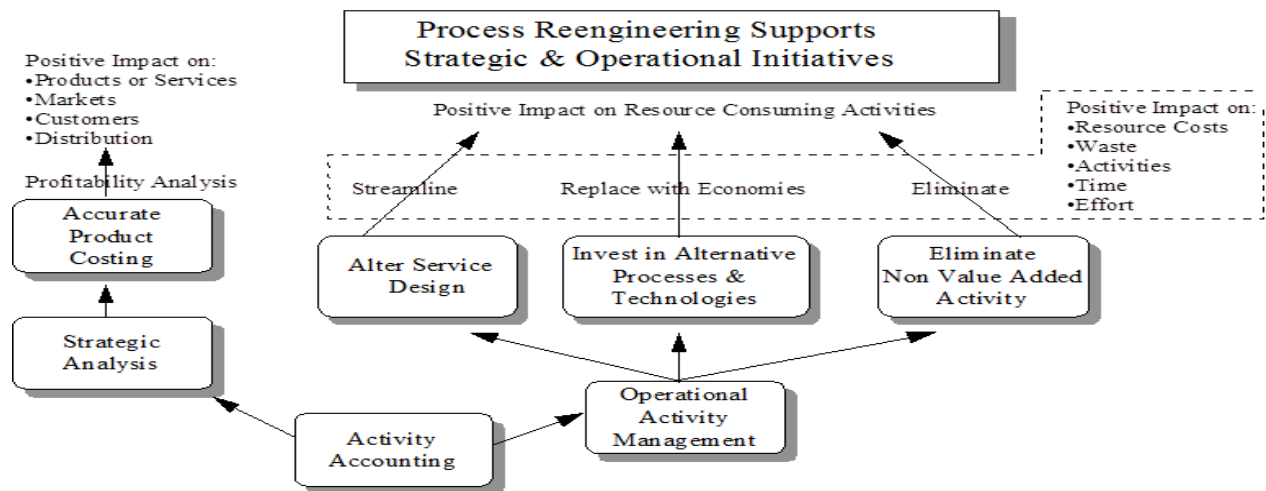 Process Reengineering Supports
Strategic & Operational Initiatives
Positive Impact on:
•Products or Services
•Markets
•Customers
•Distribution
Positive Impact on Resource Consuming Activities
Positive Impact on:
•Resource Costs
•Waste
•Activities
•Time
•Effort
Profitability Analysis
Streamline
Replace with Economies
Eliminate
Accurate
Product
Costing
Alter Service
Design
Invest in Alternative
Processes &
Technologies
Eliminate
Non Value Added
Activity
Strategic
Analysis
Operational
Activity
Management
Activity
Accounting